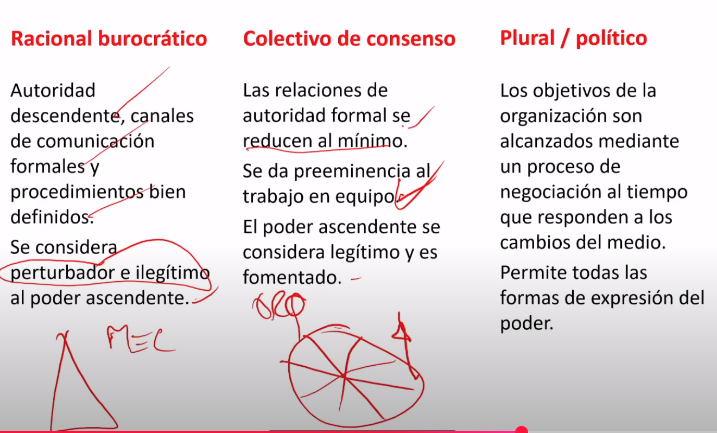 Racional burocrático
Autoridad
descendente, canales
de comunicación
formales y
procedimientos bien
definidos.
Se considera
perturbador e ilegítimo
al poder ascendente.
MEC
Colectivo de consenso
Las relaciones de
autoridad formal se
reducen al mínimo.
Se da preeminencia al
trabajo en equipo
El poder ascendente se
considera legítimo y es
fomentado.
ORG
Plural / político
Los objetivos de la
organización son
alcanzados mediante
un proceso de
negociación al tiempo
que responden a los
cambios del medio.
Permite todas las
formas de expresión del
poder.